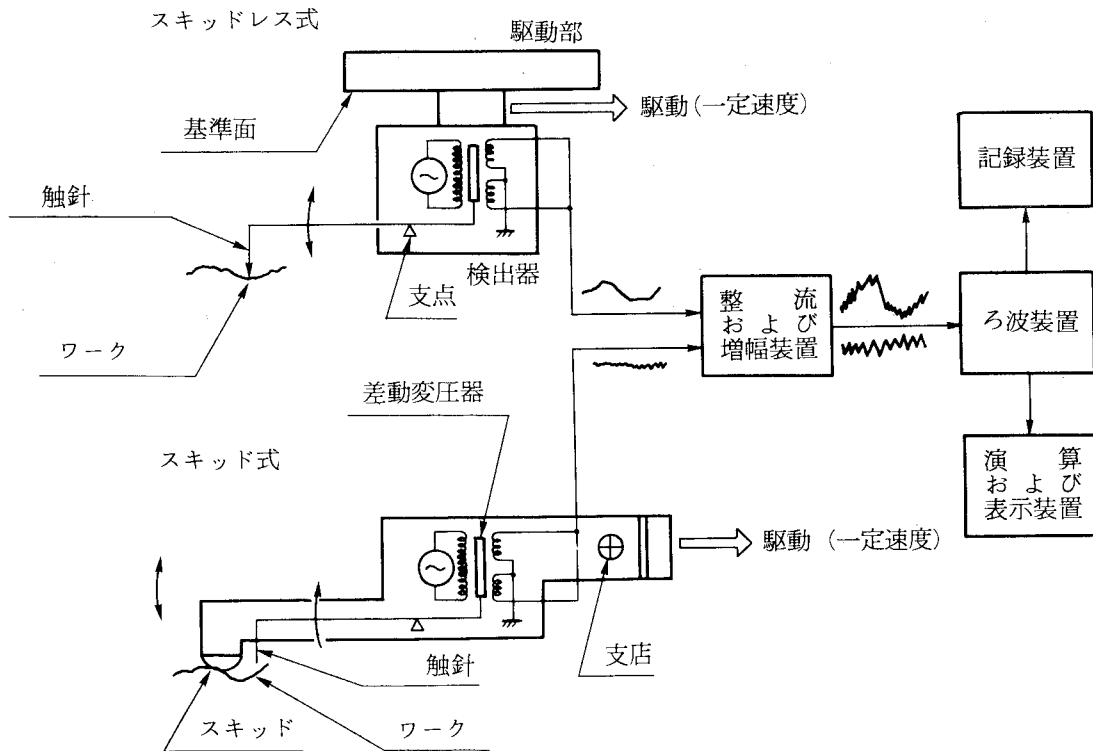 スキッドレス式
駆動部
駆動(一定速度)
基準面
触針
検出器
支点
ワーク
記録装置
整流
および
増幅装置
ろ波装置
差動変圧器
スキッド式
演算
および
表示装置
駆動(一定速度)
触針
支店
スキッド
ワーク